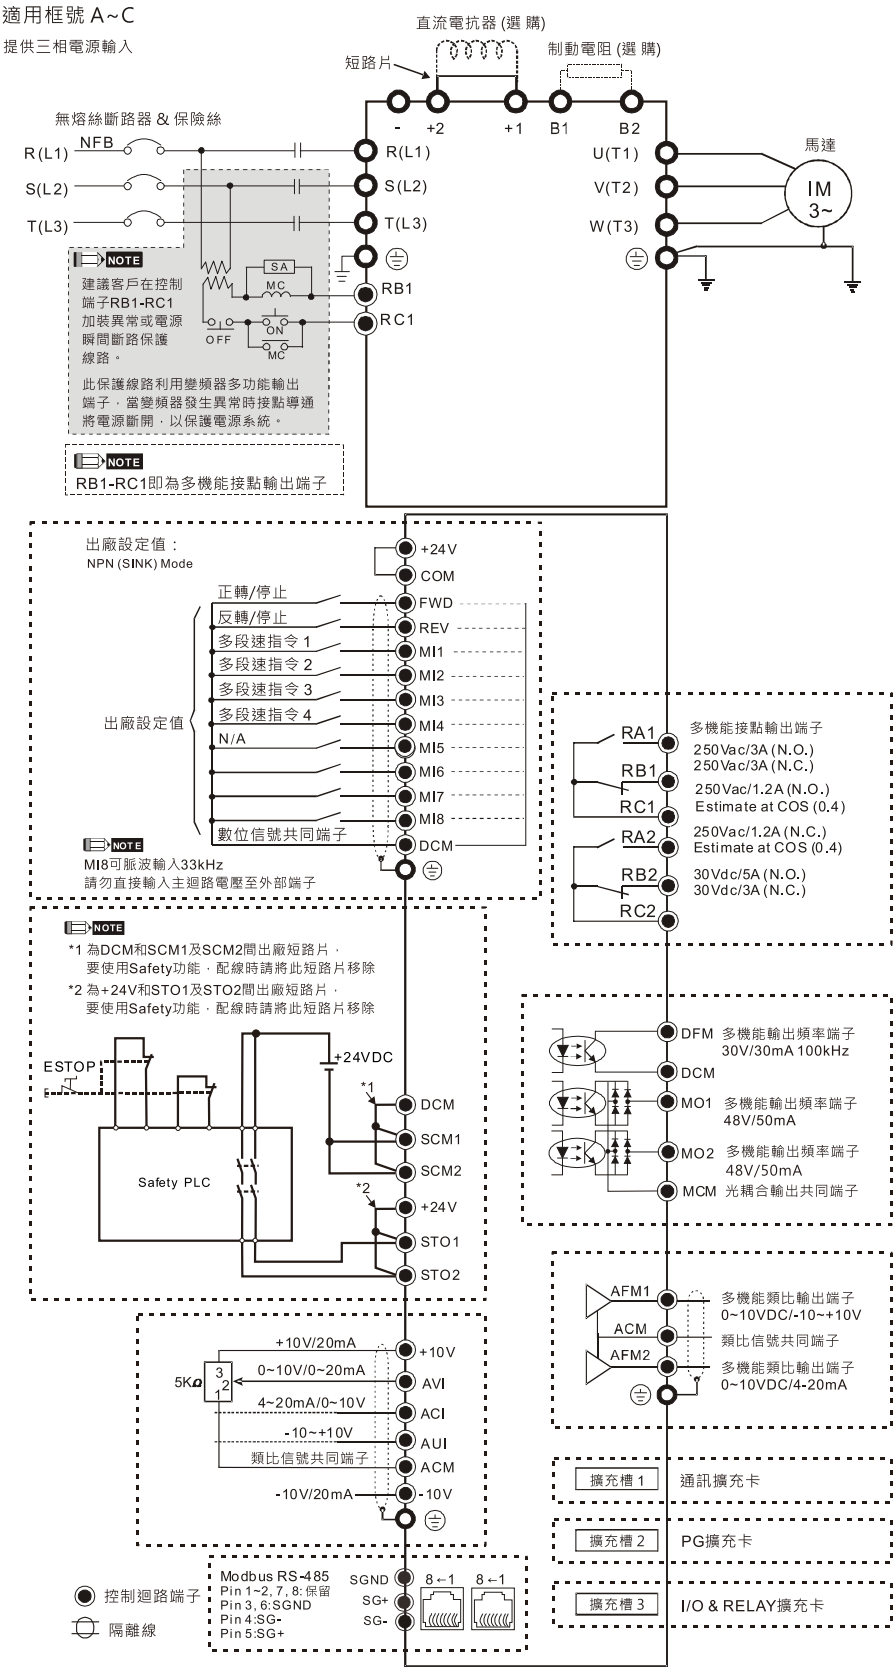 適用框號 A~C
提供三相電源輸入
直流電抗器 (選 購)
制動電阻 (選 購)
短路片
- +2 +1 B1 B2
無熔絲斷路器 & 保險絲
R(L1) NFB
R(L1)
S(L2)
S(L2)
T(L3)
T(L3)
U(T1)
V(T2)
W(T3)
馬達
IM
3~
NOTE
建議客戶在控制
端子RB1-RC1
加裝異常或電源
瞬間斷路保護
線路。
此保護線路利用變頻器多功能輸出
端子，當變頻器發生異常時接點導通
將電源斷開，以保護電源系統。
SA
MC
OFF
ON
MC
RB1
RC1
NOTE
RB1-RC1即為多機能接點輸出端子
出廠設定值：
NPN (SINK) Mode
+24V
COM
正轉/停止
FWD
反轉/停止
REV
多段速指令 1
MI1
多段速指令 2
MI2
多段速指令 3
MI3
多段速指令 4
MI4
出廠設定值
N/A
MI5
MI6
MI7
MI8
數位信號共同端子
DCM
NOTE
MI8可脈波輸入33kHz
請勿直接輸入主迴路電壓至外部端子
RA1
RB1
RC1
RA2
RB2
RC2
多機能接點輸出端子
250Vac/3A (N.O.)
250Vac/3A (N.C.)
250Vac/1.2A (N.O.)
Estimate at COS (0.4)
250Vac/1.2A (N.C.)
Estimate at COS (0.4)
30Vdc/5A (N.O.)
30Vdc/3A (N.C.)
NOTE
*1 為DCM和SCM1及SCM2間出廠短路片，
要使用Safety功能，配線時請將此短路片移除
*2 為+24V和STO1及STO2間出廠短路片，
要使用Safety功能，配線時請將此短路片移除
ESTOP
+24VDC
Safety PLC
*1
DCM
SCM1
SCM2
*2
+24V
STO1
STO2
DFM 多機能輸出頻率端子
30V/30mA 100kHz
DCM
MO1 多機能輸出頻率端子
48V/50mA
MO2 多機能輸出頻率端子
48V/50mA
MCM 光耦合輸出共同端子
AFM1 多機能類比輸出端子
0~10VDC/-10~+10V
ACM 類比信號共同端子
AFM2 多機能類比輸出端子
0~10VDC/4-20mA
+10V/20mA
+10V
5KΩ
3
2
1
0~10V/0~20mA
AVI
4~20mA/0~10V
ACI
-10~+10V
AUI
類比信號共同端子
ACM
-10V/20mA
-10V
擴充槽 1 通訊擴充卡
擴充槽 2 PG擴充卡
擴充槽 3 I/O & RELAY擴充卡
控制迴路端子
隔離線
Modbus RS-485
Pin 1~2, 7, 8: 保留
Pin 3, 6:SGND
Pin 4:SG-
Pin 5:SG+
SGND
SG+
SG-
8←1
8←1